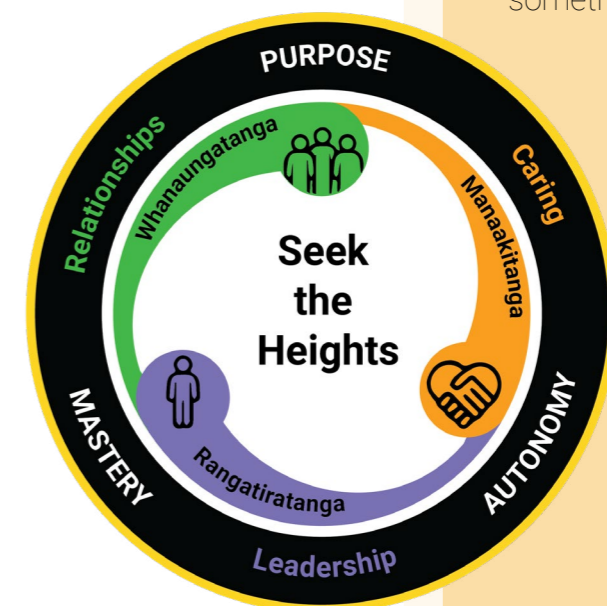 PURPOSE
Relationships
Caring
Whanaungatanga
Manaakitanga
Seek
the
Heights
MASTERY
AUTONOMY
Rangatiratanga
Leadership